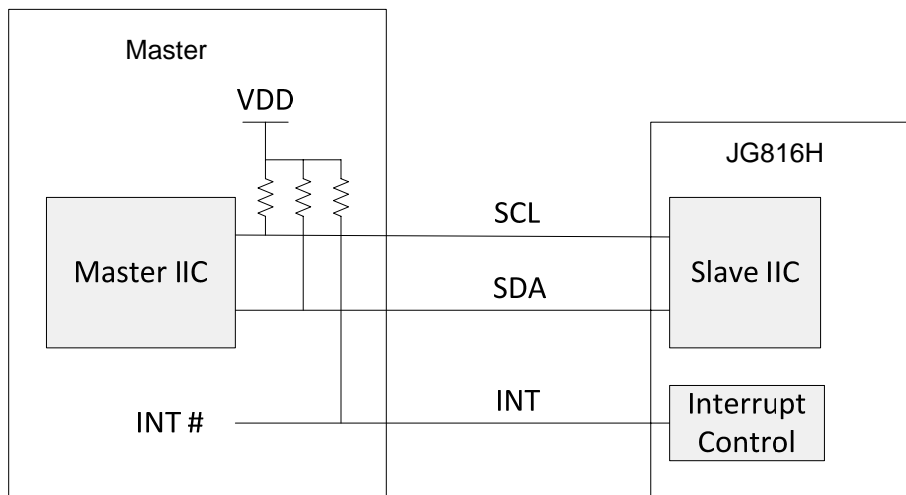 Master
VDD
JG816H
SCL
Master IIC
Slave IIC
SDA
INT
INT #
Interrupt
Control